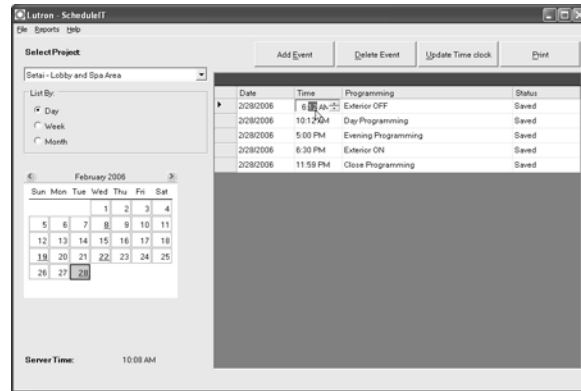 Lutron - ScheduleIT
File Reports Help
Select Project:
Add Event Delete Event Update Time clock Print
Setai - Lobby and Spa Area
List By:
Day
Week
Month
Date Time Programming Status
2/28/2006 Exterior OFF Saved
2/28/2006 10:12 AM Day Programming Saved
2/28/2006 5:00 PM Evening Programming Saved
2/28/2006 6:30 PM Exterior ON Saved
2/28/2006 11:59 PM Close Programming Saved
February 2006
Sun Mon Tue Wed Thu Fri Sat
1 2 3 4
5 6 7 8 9 10 11
12 13 14 15 16 17 18
19 20 21 22 23 24 25
26 27 28
Server Time: 10:08 AM